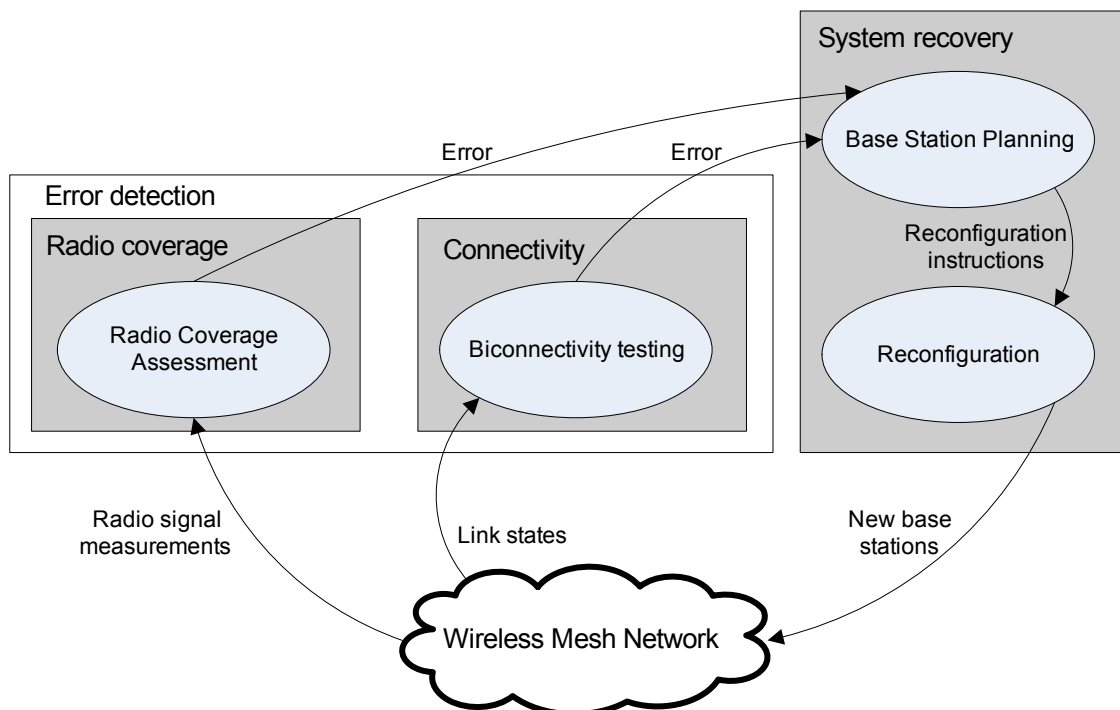 System recovery
Base Station Planning
Error
Error
Error detection
Radio coverage
Connectivity
Reconfiguration
instructions
Radio Coverage
Assessment
Biconnectivity testing
Reconfiguration
Radio signal
measurements
Link states
New base
stations
Wireless Mesh Network